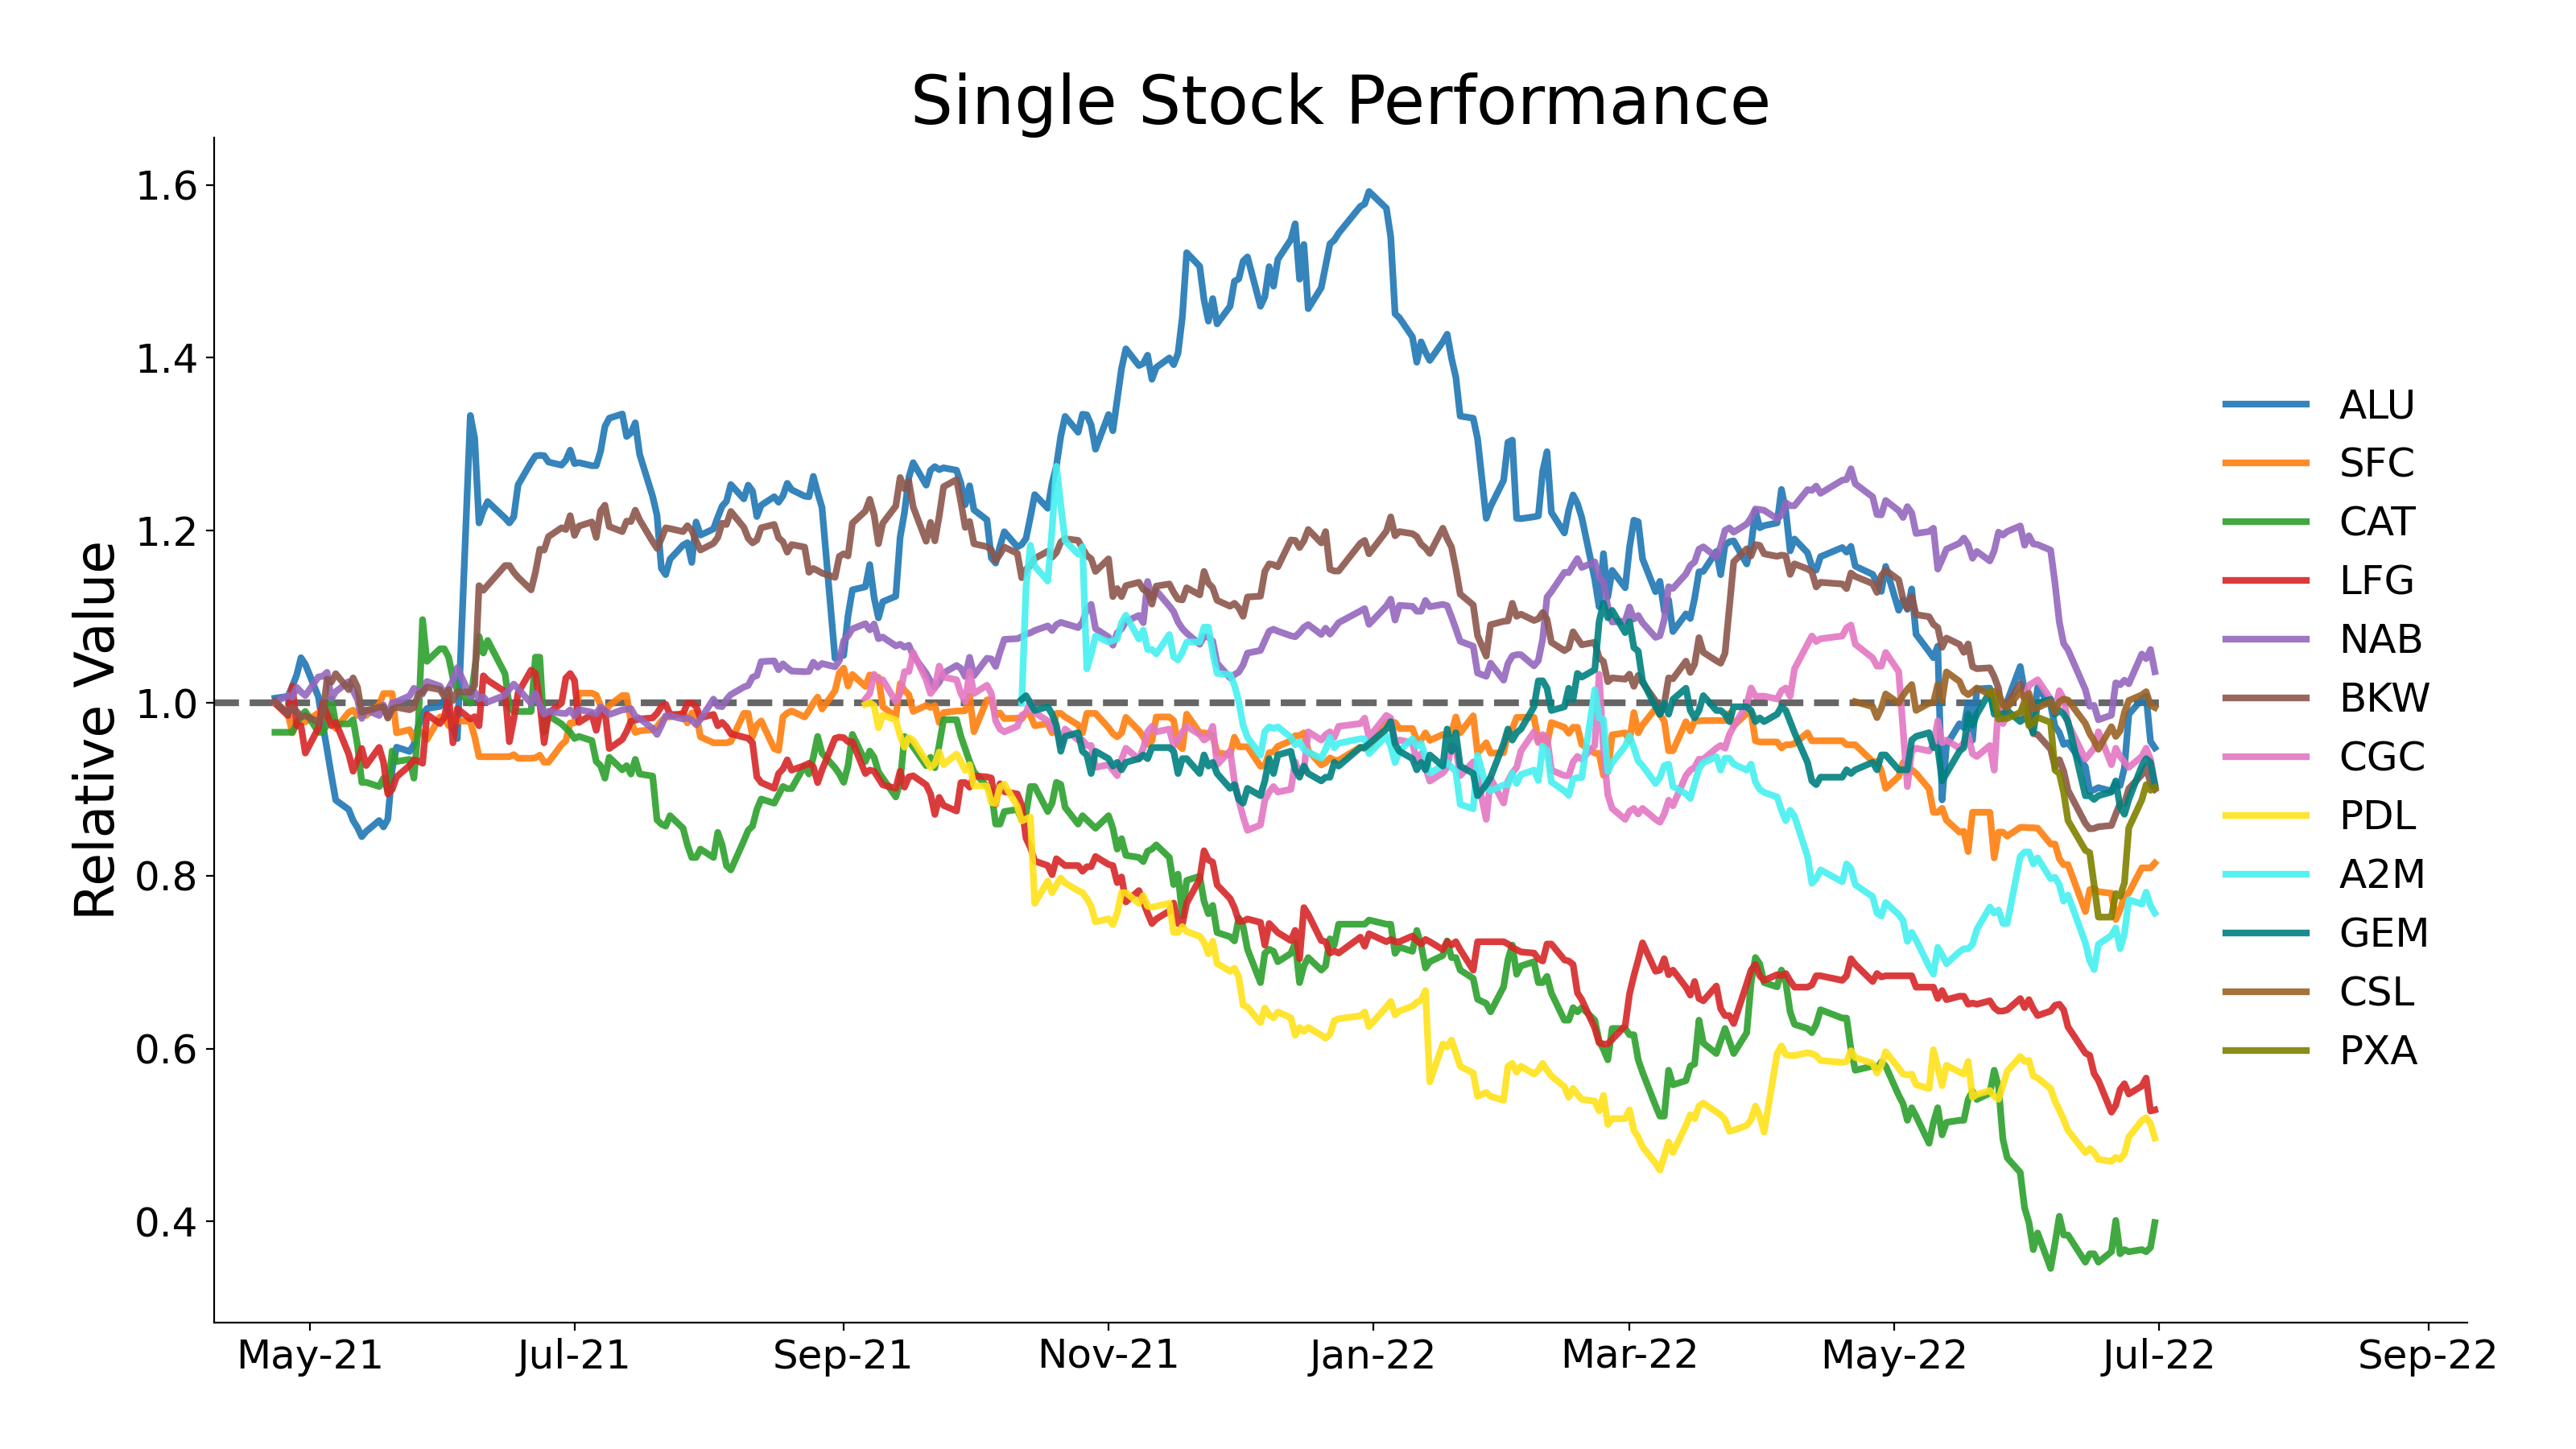 Single Stock Performance
Relative Value
1.6
1.4
1.2
1.0
0.8
0.6
0.4
May-21
Jul-21
Sep-21
Nov-21
Jan-22
Mar-22
May-22
Jul-22
Sep-22
ALU
SFC
CAT
LFG
NAB
BKW
CGC
PDL
A2M
GEM
CSL
PXA